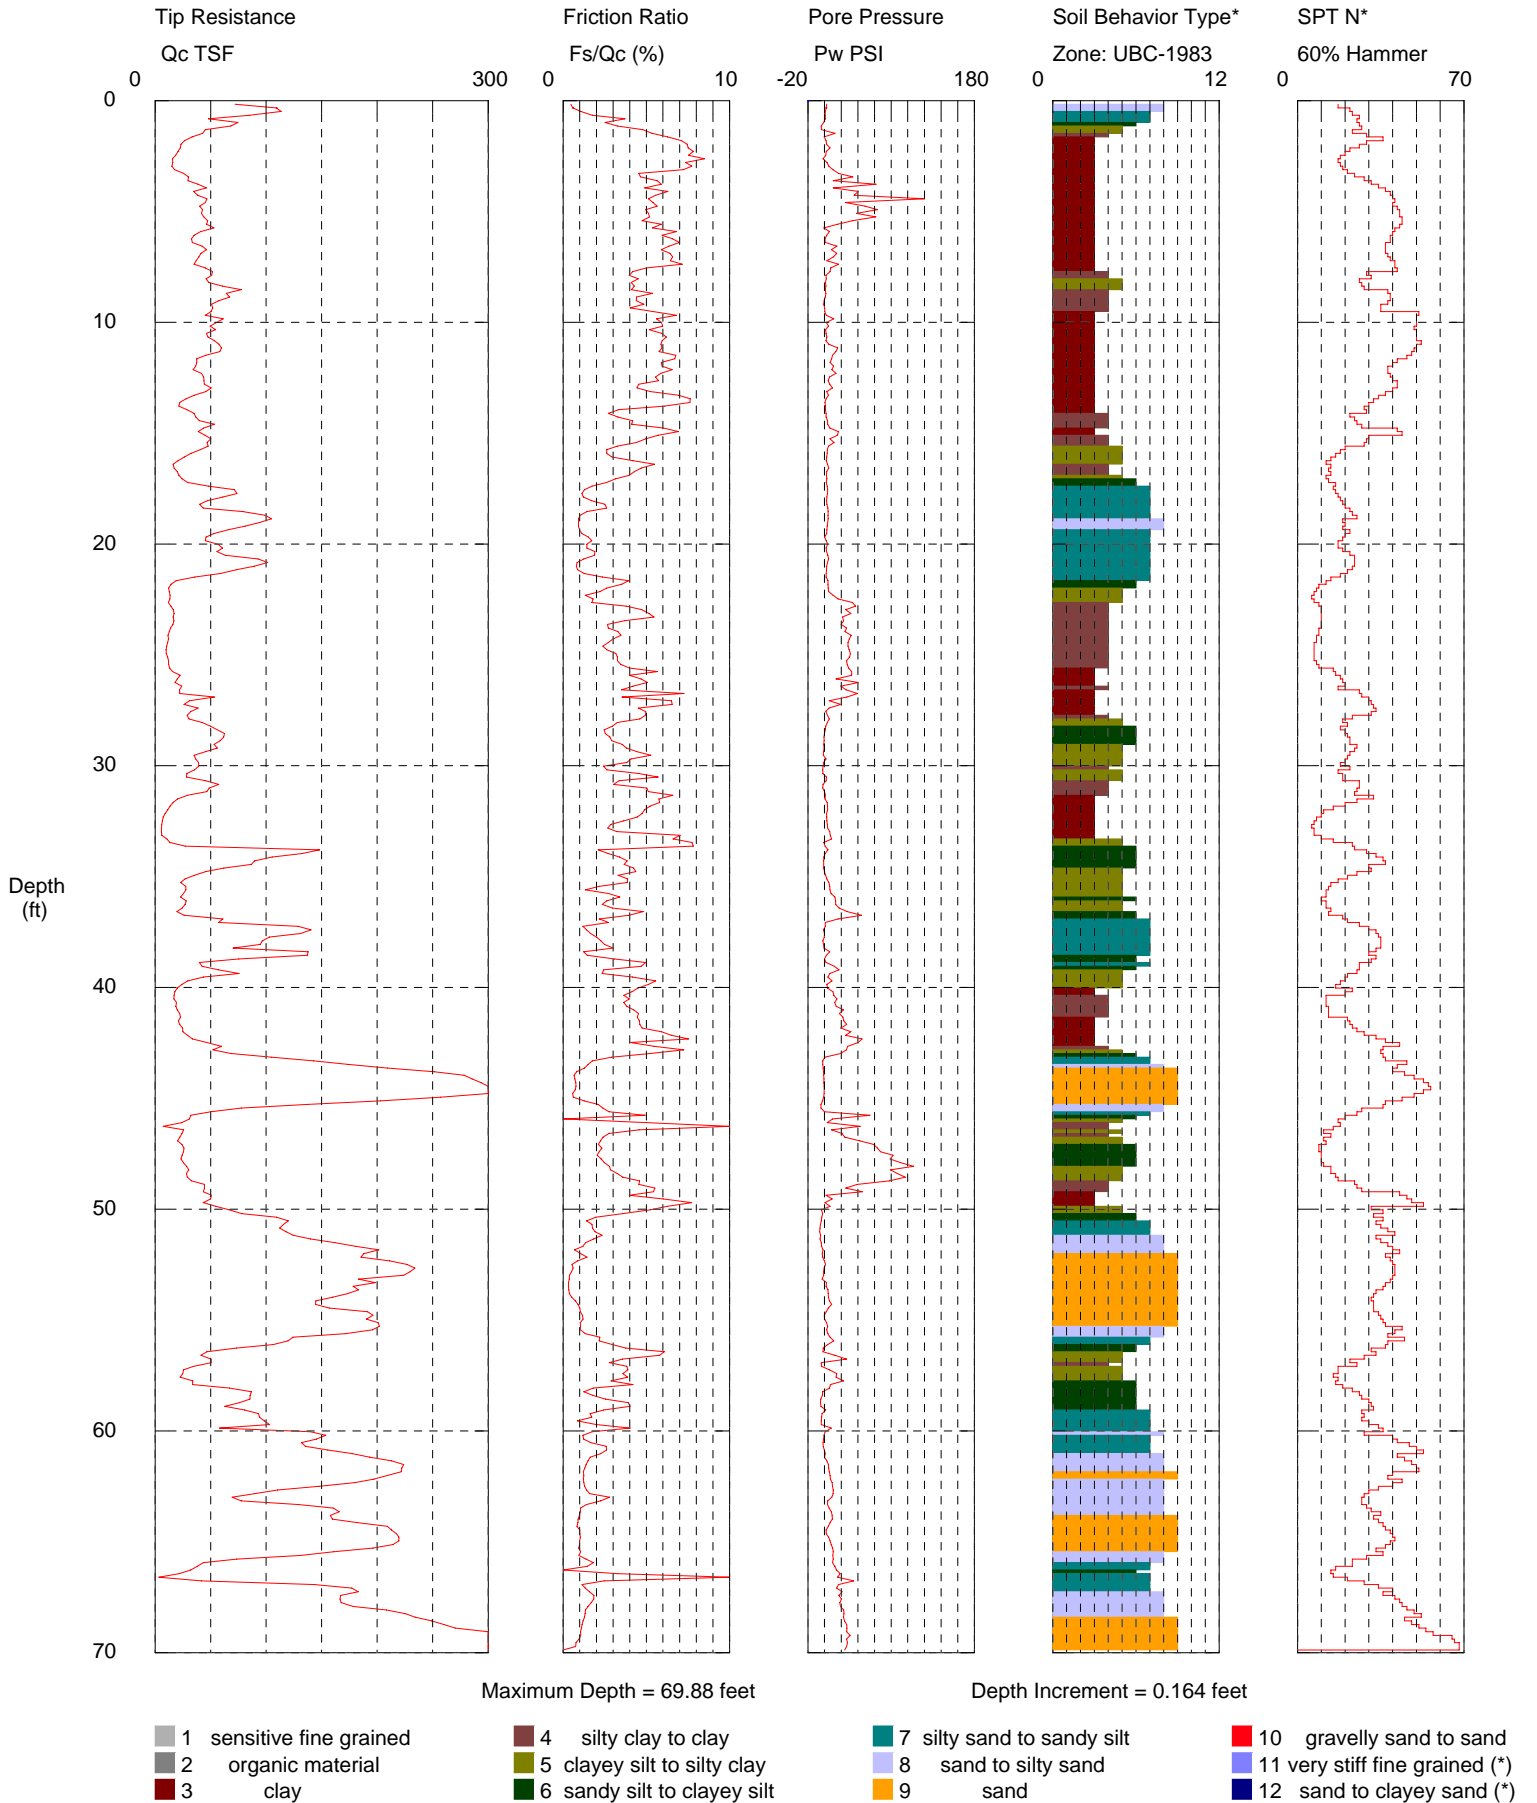 Tip Resistance Friction Ratio Pore Pressure Soil Behavior Type* SPT N*
Qc TSF Fs/Qc (%) Pw PSI Zone: UBC-1983 60% Hammer
0 300 0 10 -20 180 0 12 0 70
0
10
20
30
40
50
60
70
Depth
(ft)
Maximum Depth = 69.88 feet Depth Increment = 0.164 feet
1 sensitive fine grained 4 silty clay to clay 7 silty sand to sandy silt 10 gravelly sand to sand
2 organic material 5 clayey silt to silty clay 8 sand to silty sand 11 very stiff fine grained (*)
3 clay 6 sandy silt to clayey silt 9 sand 12 sand to clayey sand (*)